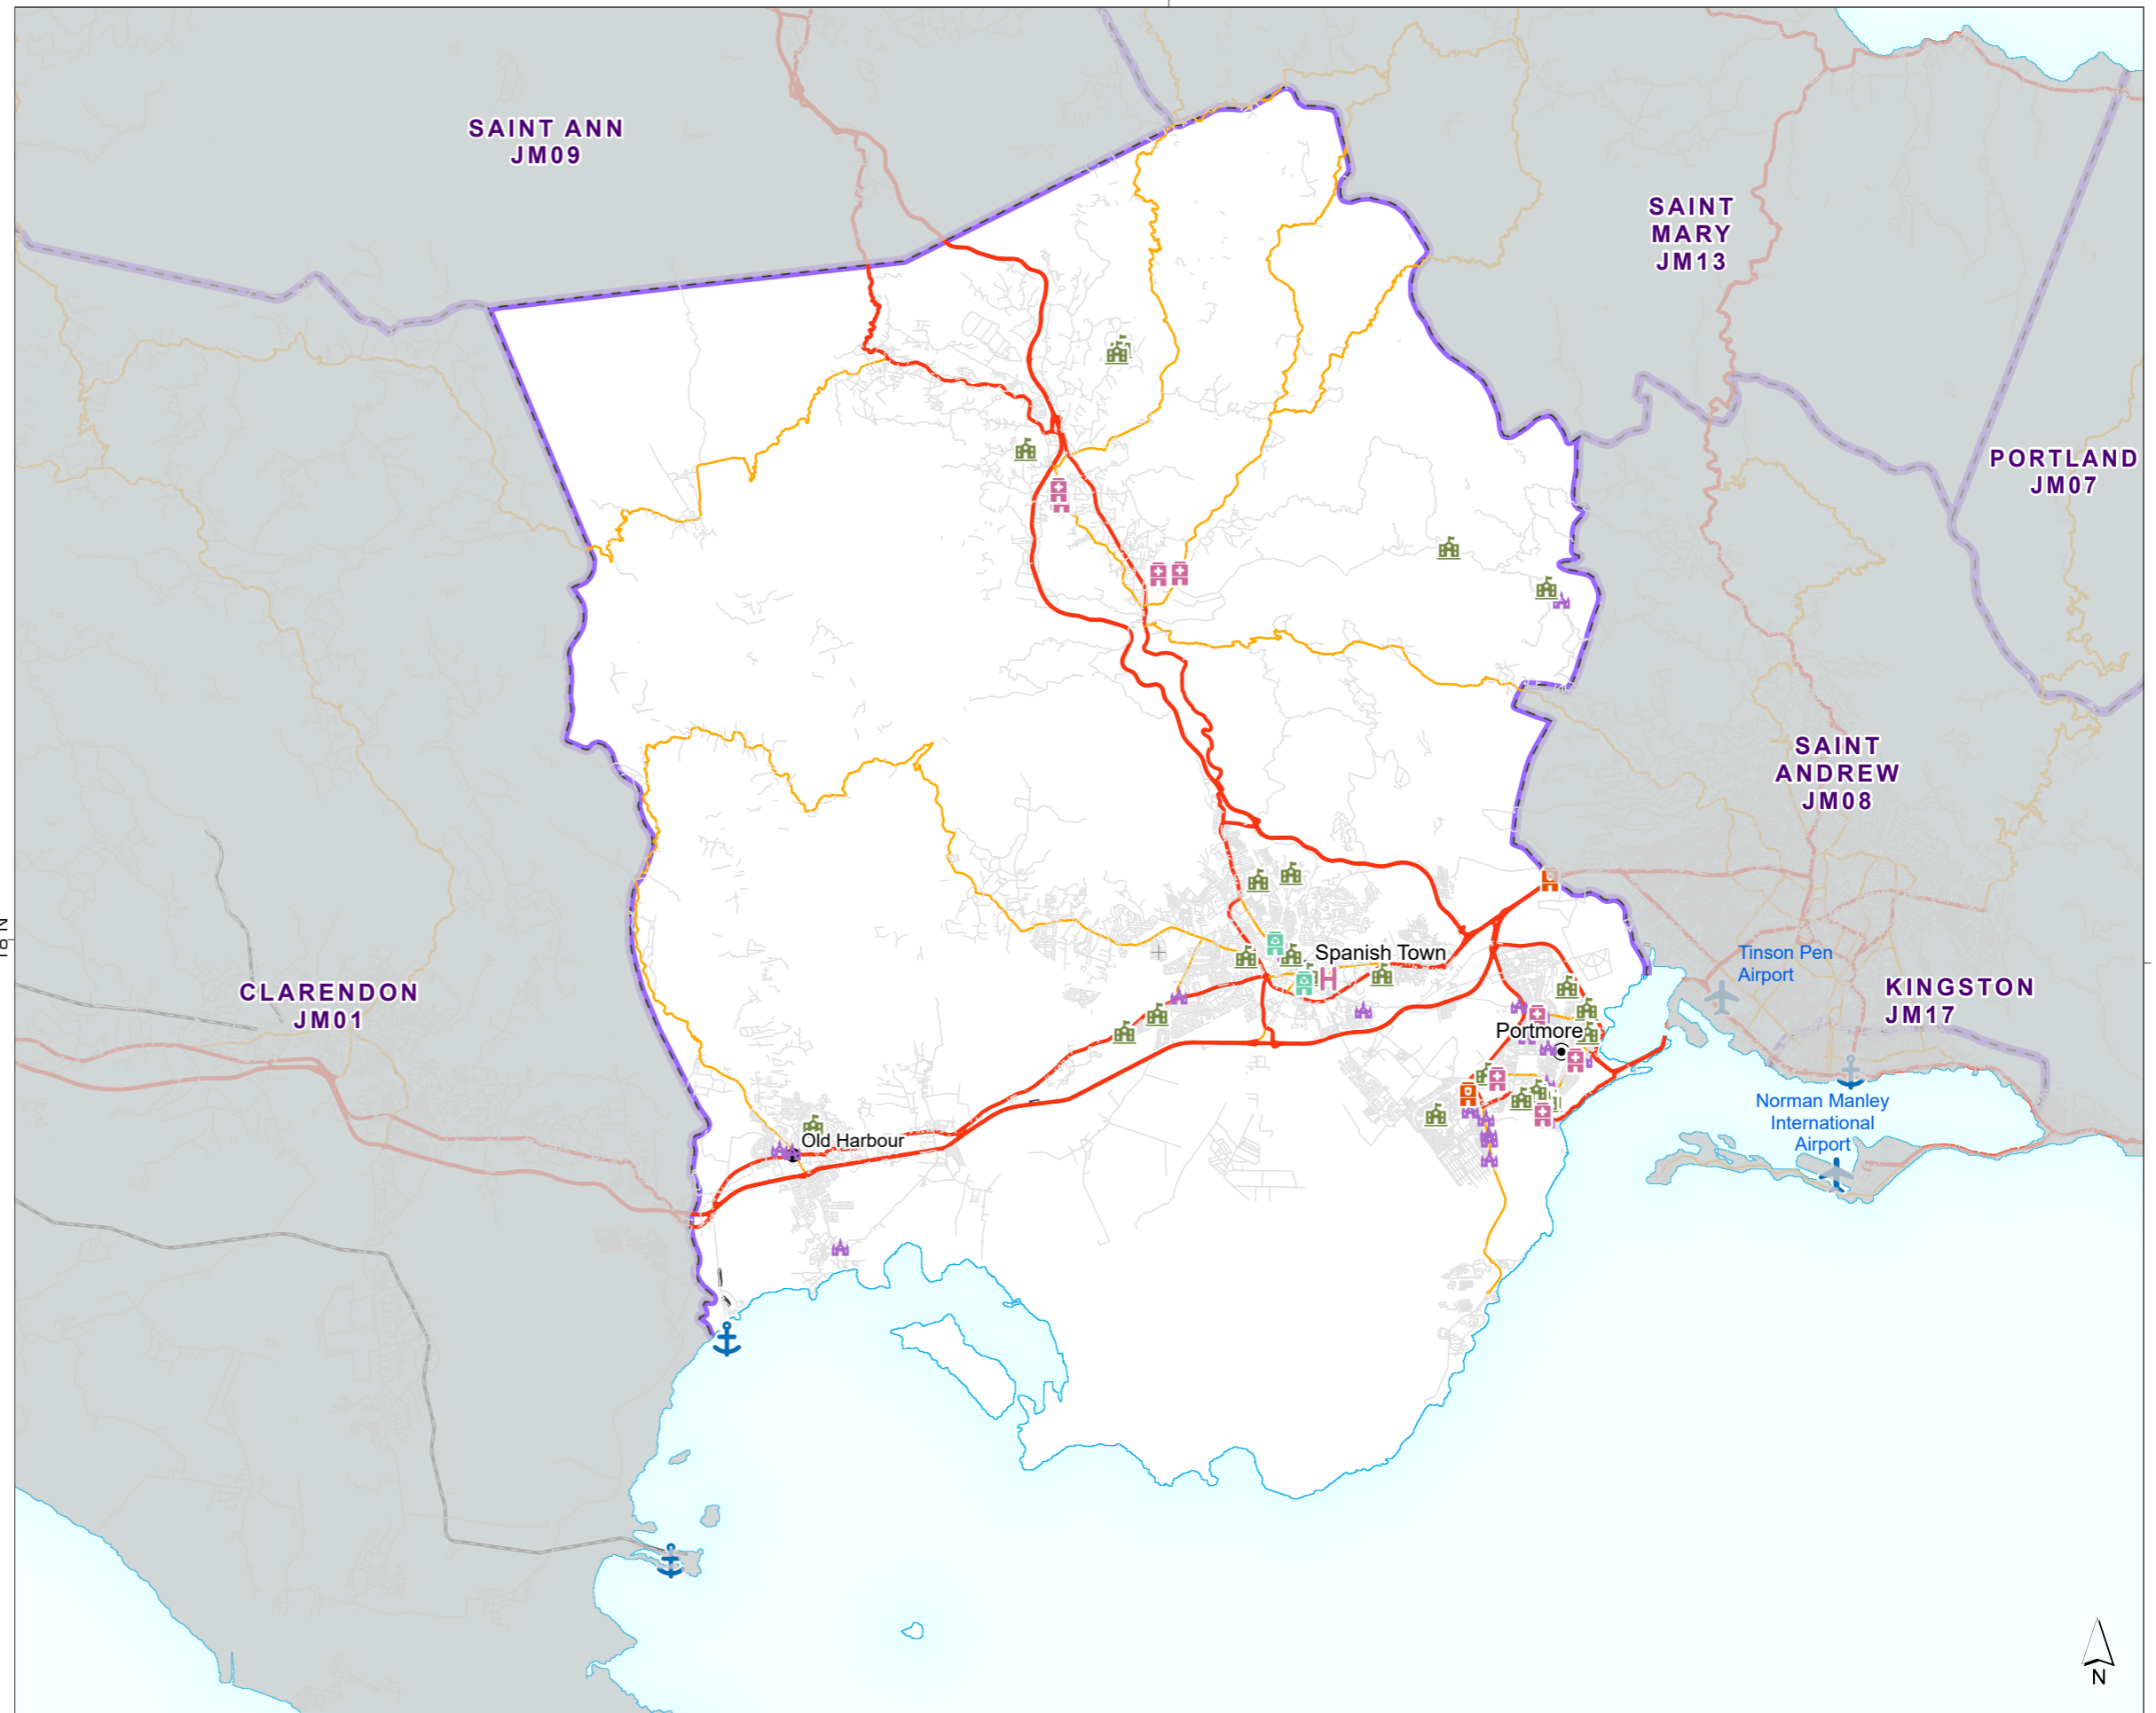 SAINT ANN
JM09
SAINT
MARY
JM13
PORTLAND
JM07
SAINT
ANDREW
JM08
Spanish Town
Tinson Pen
Airport
CLARENDON
JM01
KINGSTON
JM17
Portmore
Norman Manley
International
Airport
Old Harbour
H
N